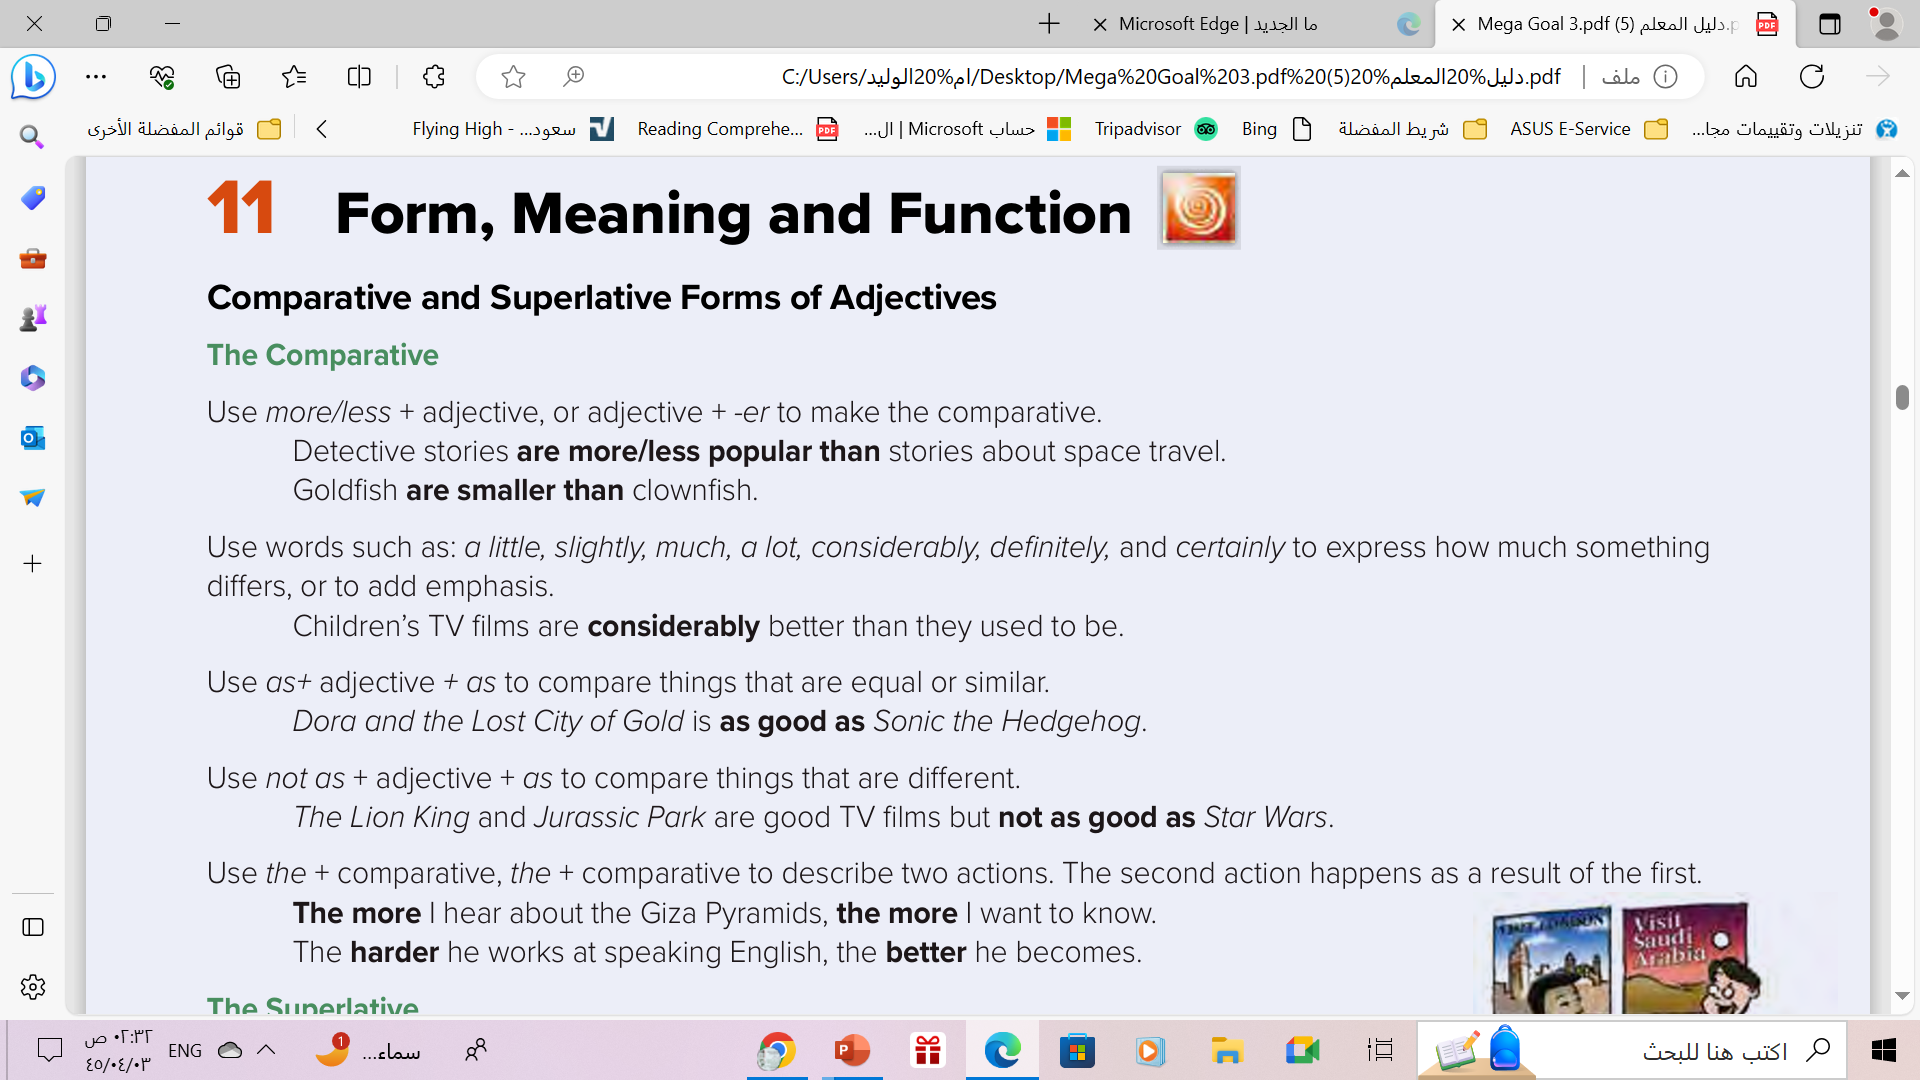 ما الجديد | Microsoft Edge
Mega Goal 3.pdf (5) دليل المعلم.p
PDF
C:/Users/ام%20الوليد/Desktop/Mega%20Goal%203.pdf%20(5)%20دليل%20المعلم.pdf
ملف
قوائم المفضلة الأخرى
Flying High - ...سعود
Reading Comprehe...
PDF
حساب Microsoft | ال...
Tripadvisor
Bing
شريط المفضلة
ASUS E-Service
تنزيلات وتقييمات مجا...
11 Form, Meaning and Function
Comparative and Superlative Forms of Adjectives
The Comparative
Use more/less + adjective, or adjective + -er to make the comparative.
Detective stories are more/less popular than stories about space travel.
Goldfish are smaller than clownfish.
Use words such as: a little, slightly, much, a lot, considerably, definitely, and certainly to express how much something
differs, or to add emphasis.
Children's TV films are considerably better than they used to be.
Use as+ adjective + as to compare things that are equal or similar.
Dora and the Lost City of Gold is as good as Sonic the Hedgehog.
Use not as + adjective + as to compare things that are different.
The Lion King and Jurassic Park are good TV films but not as good as Star Wars.
Use the + comparative, the + comparative to describe two actions. The second action happens as a result of the first.
The more I hear about the Giza Pyramids, the more I want to know.
The harder he works at speaking English, the better he becomes.
VISIT LONDON
Visit
Saudi
Arabia
The Superlative
٠٢:٣٢ ص
٤٥/٠٤/٠٣
ENG
1
سماء...
اكتب هنا للبحث